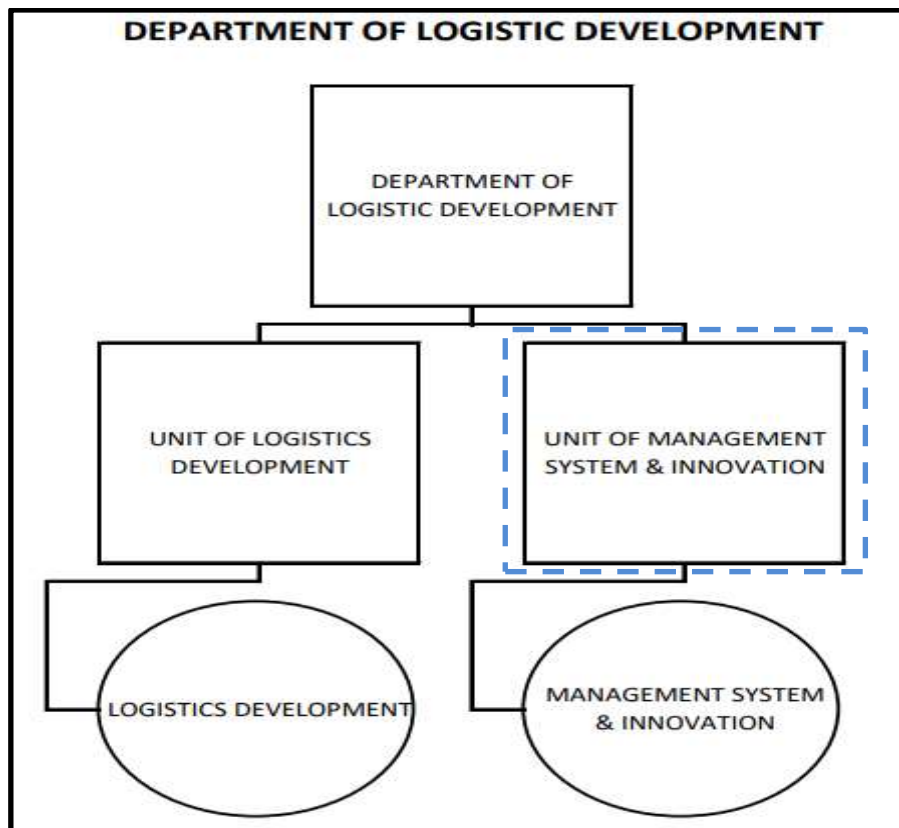 DEPARTMENT OF LOGISTIC DEVELOPMENT
DEPARTMENT OF
LOGISTIC DEVELOPMENT
UNIT OF LOGISTICS
DEVELOPMENT
UNIT OF MANAGEMENT
SYSTEM & INNOVATION
LOGISTICS DEVELOPMENT
MANAGEMENT SYSTEM
& INNOVATION